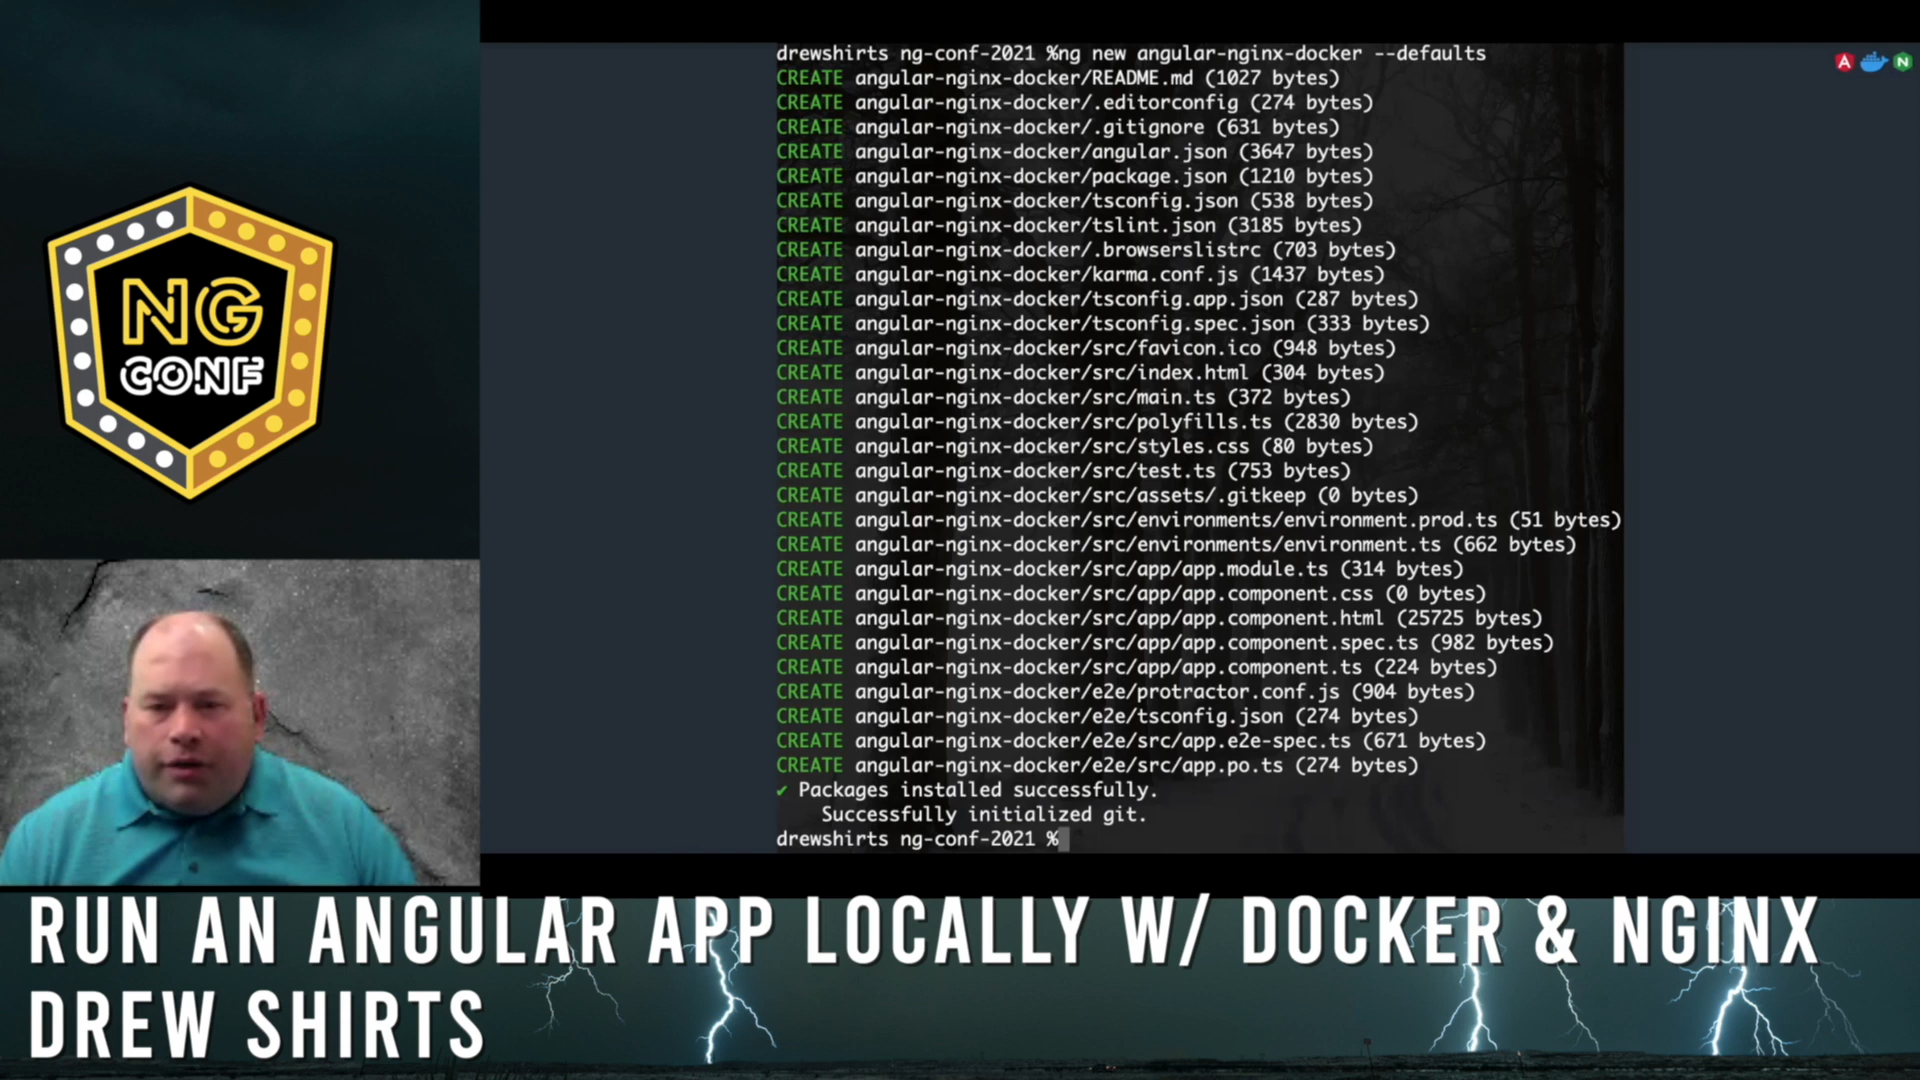 NG
CONF
drewshirts ng-conf-2021 %ng new angular-nginx-docker --defaults
CREATE angular-nginx-docker/README.md (1027 bytes)
CREATE angular-nginx-docker/.editorconfig (274 bytes)
CREATE angular-nginx-docker/.gitignore (631 bytes)
CREATE angular-nginx-docker/angular.json (3647 bytes)
CREATE angular-nginx-docker/package.json (1210 bytes)
CREATE angular-nginx-docker/tsconfig.json (538 bytes)
CREATE angular-nginx-docker/tslint.json (3185 bytes)
CREATE angular-nginx-docker/.browserslistrc (703 bytes)
CREATE angular-nginx-docker/karma.conf.js (1437 bytes)
CREATE angular-nginx-docker/tsconfig.app.json (287 bytes)
CREATE angular-nginx-docker/tsconfig.spec.json (333 bytes)
CREATE angular-nginx-docker/src/favicon.ico (948 bytes)
CREATE angular-nginx-docker/src/index.html (304 bytes)
CREATE angular-nginx-docker/src/main.ts (372 bytes)
CREATE angular-nginx-docker/src/polyfills.ts (2830 bytes)
CREATE angular-nginx-docker/src/styles.css (80 bytes)
CREATE angular-nginx-docker/src/test.ts (753 bytes)
CREATE angular-nginx-docker/src/assets/.gitkeep (0 bytes)
CREATE angular-nginx-docker/src/environments/environment.prod.ts (51 bytes)
CREATE angular-nginx-docker/src/environments/environment.ts (662 bytes)
CREATE angular-nginx-docker/src/app/app.module.ts (314 bytes)
CREATE angular-nginx-docker/src/app/app.component.css (0 bytes)
CREATE angular-nginx-docker/src/app/app.component.html (25725 bytes)
CREATE angular-nginx-docker/src/app/app.component.spec.ts (982 bytes)
CREATE angular-nginx-docker/src/app/app.component.ts (224 bytes)
CREATE angular-nginx-docker/e2e/protractor.conf.js (904 bytes)
CREATE angular-nginx-docker/e2e/tsconfig.json (274 bytes)
CREATE angular-nginx-docker/e2e/src/app.e2e-spec.ts (671 bytes)
CREATE angular-nginx-docker/e2e/src/app.po.ts (274 bytes)
✔ Packages installed successfully.
Successfully initialized git.
drewshirts ng-conf-2021 %
A N
RUN AN ANGULAR APP LOCALLY W/ DOCKER & NGINX
DREW SHIRTS